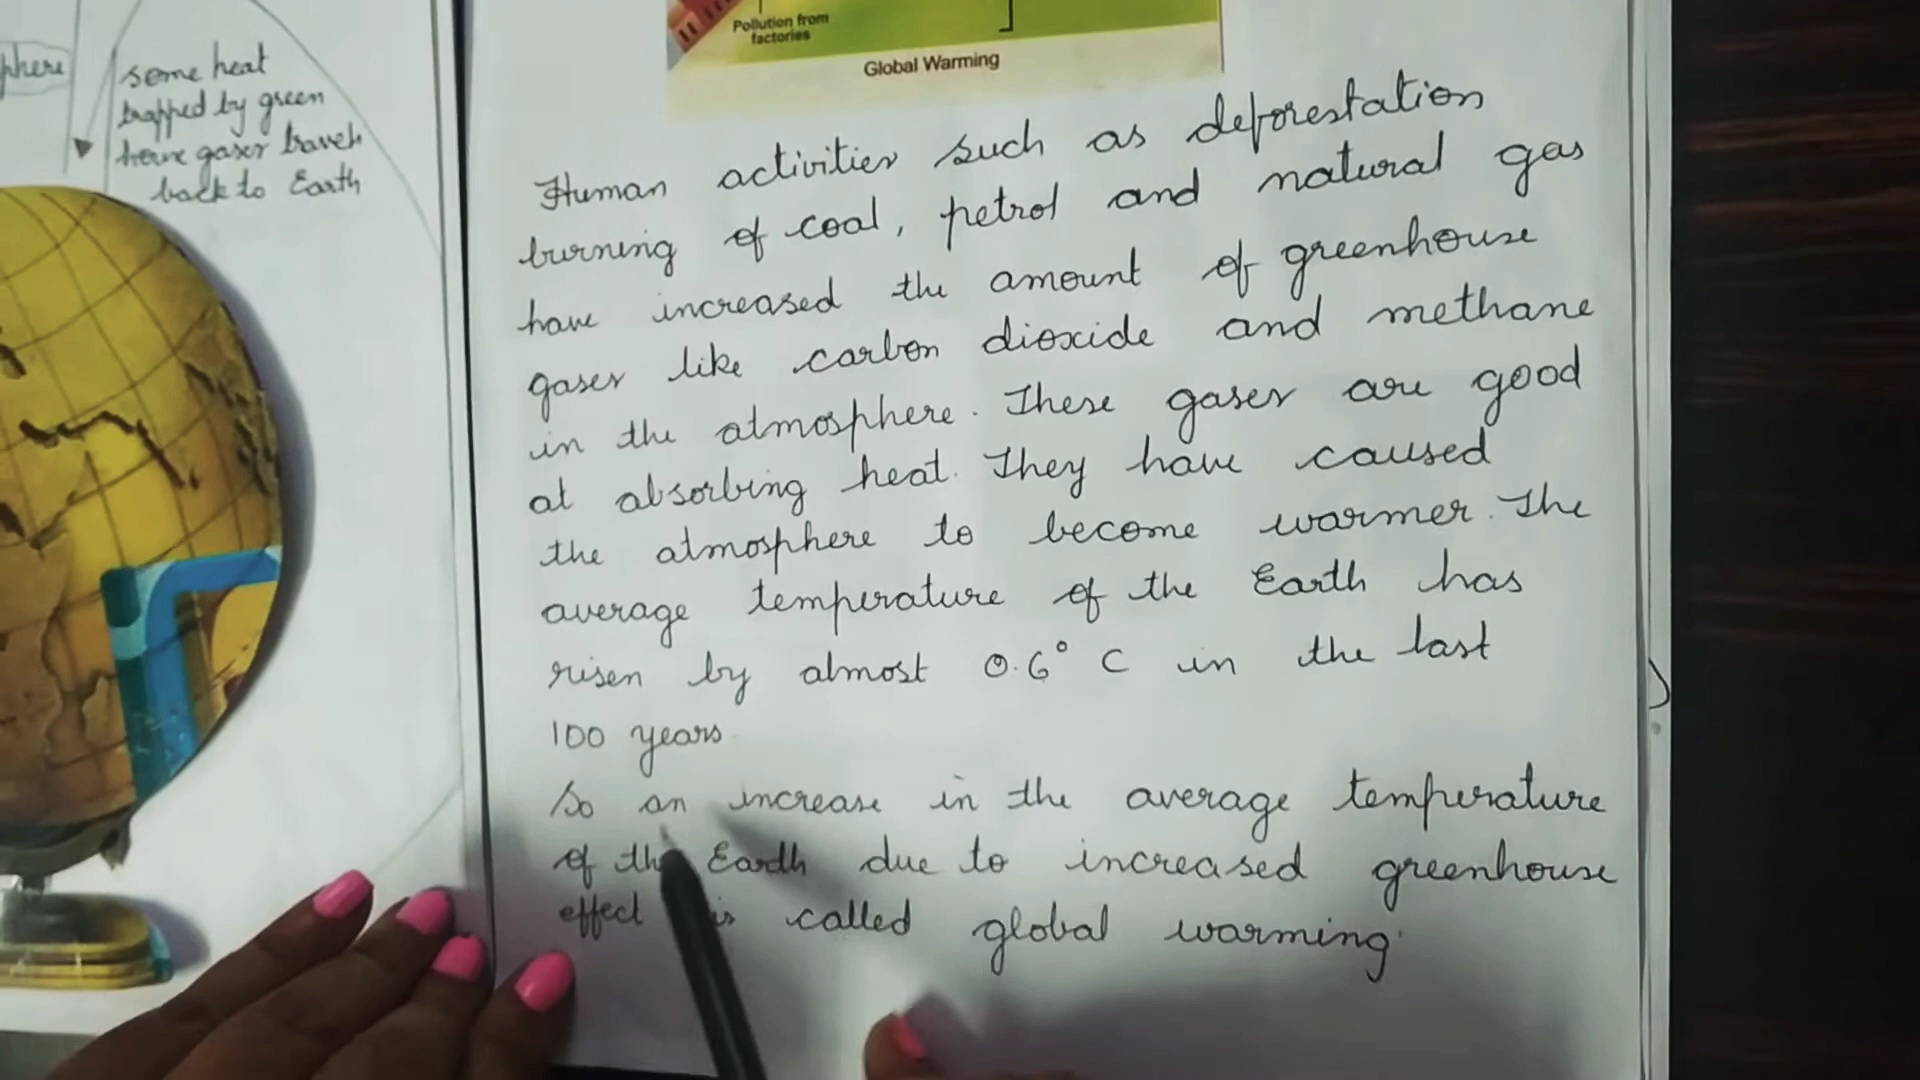 phere
some heat
trapped by green
house gases travels
back to Earth
Pollution from
factories
Global Warming
Human activities such as deforestation
burning of coal, petrol and natural gas
have increased the amount of greenhouse
gases like carbon dioxide and methane
in the atmosphere. These gases are good
at absorbing heat. They have caused
the atmosphere to become warmer. The
average temperature of the Earth has
risen by almost 0.6° C in the last
100 years
So an increase in the average temperature
of the Earth due to increased greenhouse
effect is called global warming.